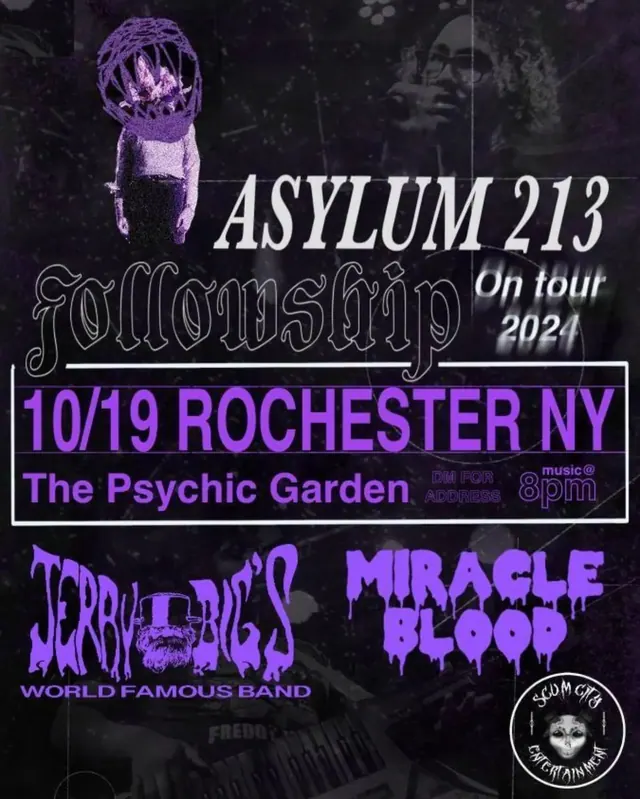 ASYLUM 213
Followship
On tour
2024
10/19 ROCHESTER NY
The Psychic Garden
DM FOR
ADDRESS
music@
8pm
JERRY BIG'S
WORLD FAMOUS BAND
MIRACLE
BLOOD
SCUM CITY
ENTERTAINMENT